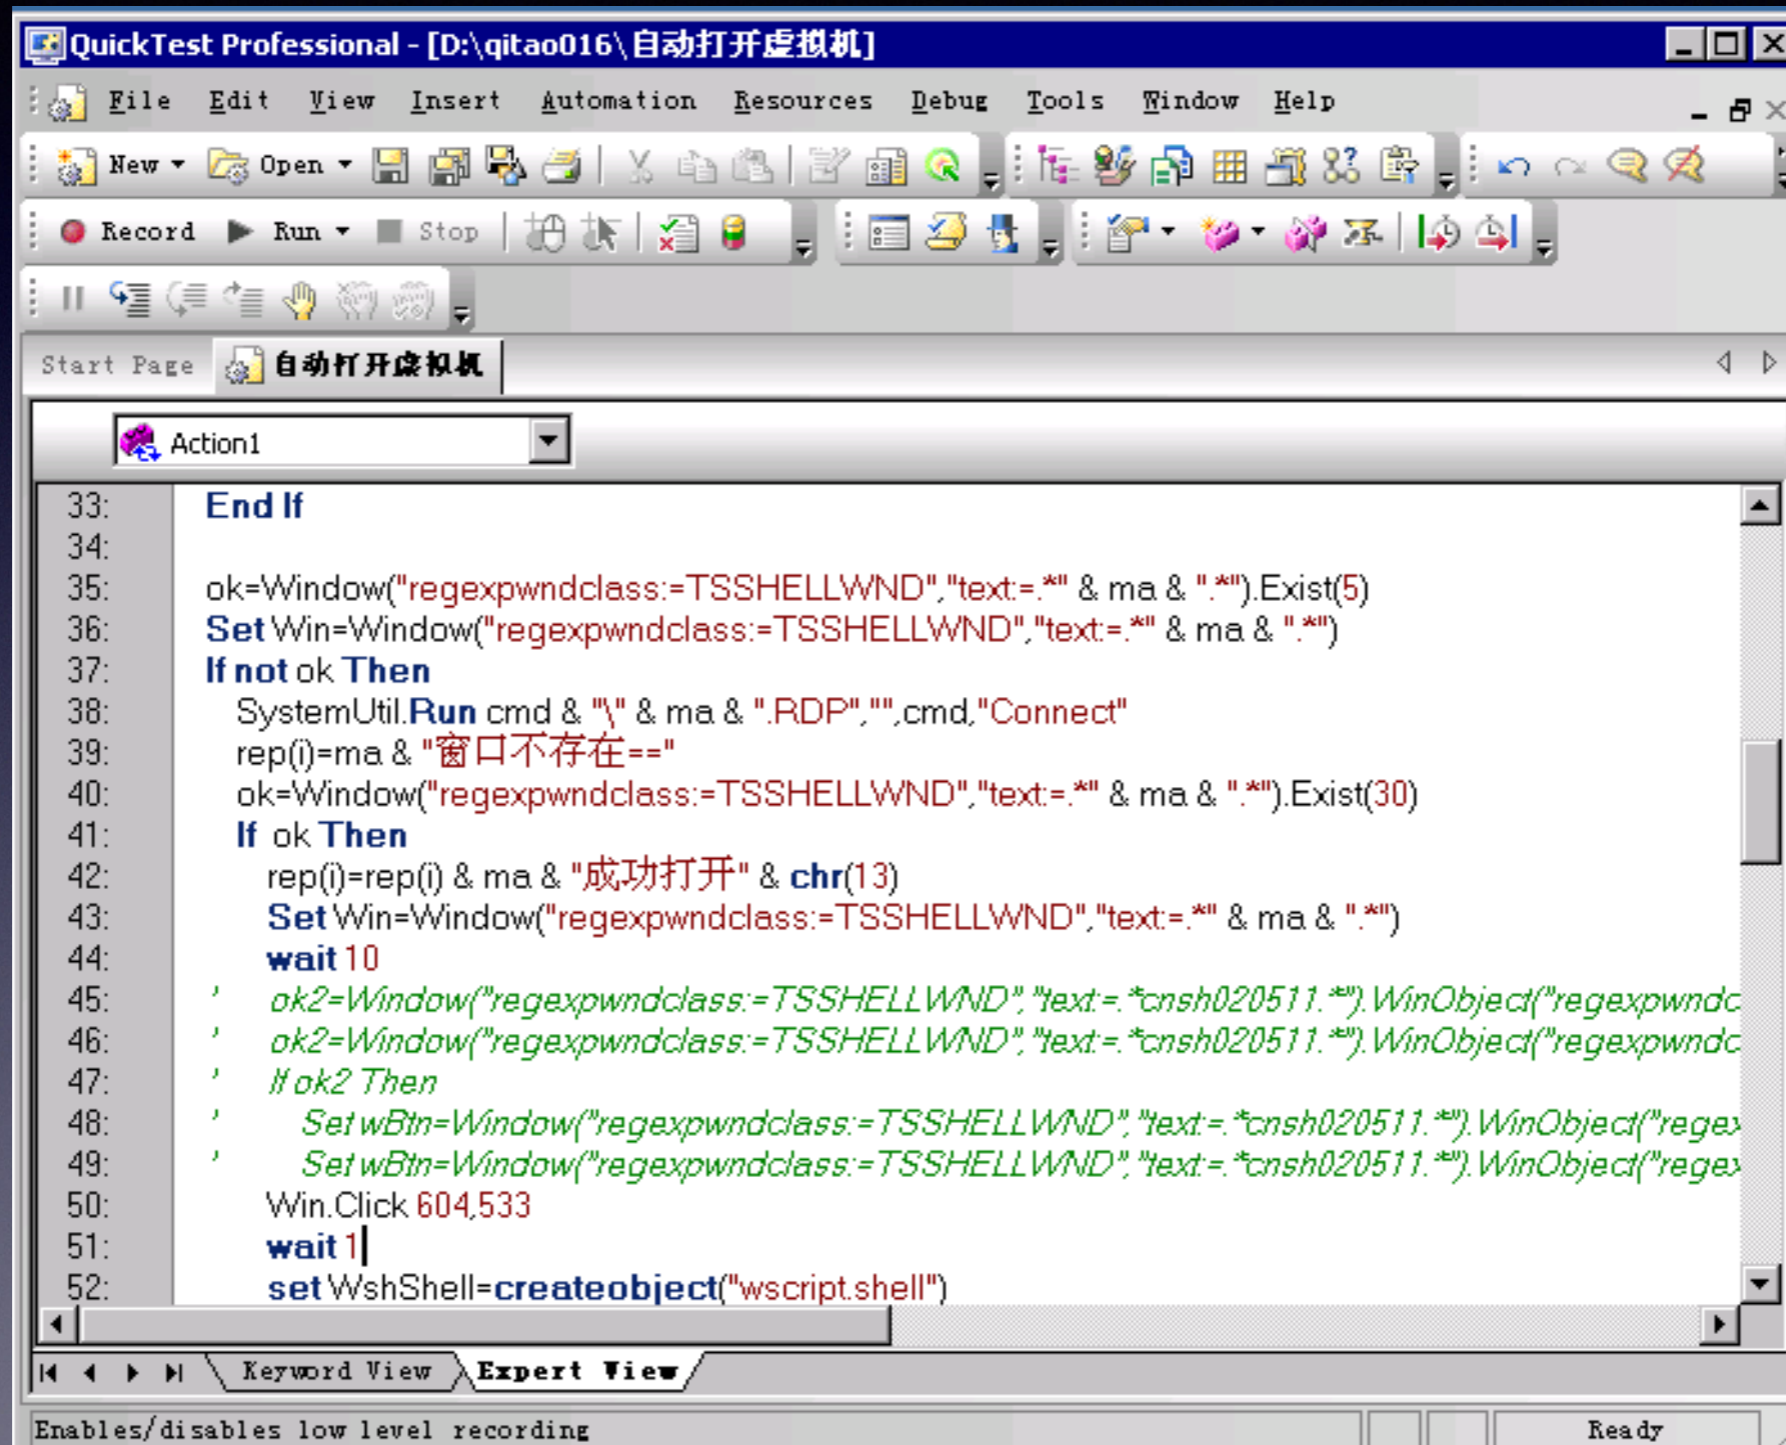 QuickTest Professional - [D:\qitao016\自动打开虚拟机]
File Edit View Insert Automation Resources Debug Tools Window Help
New Open
Record Run Stop
Start Page 自动打开虚拟机
Action1
33: End If
34:
35: ok=Window("regexpwndclass:=TSSHELLWND","text:=.*" & ma & ".*").Exist(5)
36: Set Win=Window("regexpwndclass:=TSSHELLWND","text:=.*" & ma & ".*")
37: If not ok Then
38: SystemUtil.Run cmd & "\" & ma & ".RDP","",cmd,"Connect"
39: rep(i)=ma & "窗口不存在=="
40: ok=Window("regexpwndclass:=TSSHELLWND","text:=.*" & ma & ".*").Exist(30)
41: If ok Then
42: rep(i)=rep(i) & ma & "成功打开" & chr(13)
43: Set Win=Window("regexpwndclass:=TSSHELLWND","text:=.*" & ma & ".*")
44: wait 10
45: ' ok2=Window("regexpwndclass:=TSSHELLWND","text:=.*cnsh020511.*").WinObject("regexpwndc
46: ' ok2=Window("regexpwndclass:=TSSHELLWND","text:=.*cnsh020511.*").WinObject("regexpwndc
47: ' If ok2 Then
48: ' Set wBtn=Window("regexpwndclass:=TSSHELLWND","text:=.*cnsh020511.*").WinObject("regex
49: ' Set wBtn=Window("regexpwndclass:=TSSHELLWND","text:=.*cnsh020511.*").WinObject("regex
50: Win.Click 604,533
51: wait 1
52: set WshShell=createobject("wscript.shell")
Keyword View Expert View
Enables/disables low level recording Ready